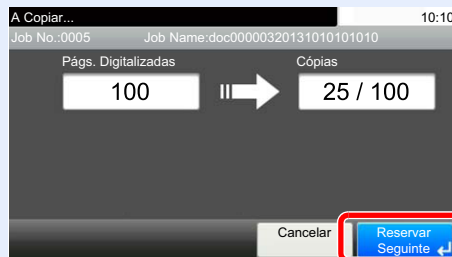 A Copiar... 10:10
Job No.:0005 Job Name:doc00000320131010101010
Págs. Digitalizadas Cópias
100 25 / 100
Cancelar Reservar
Seguinte